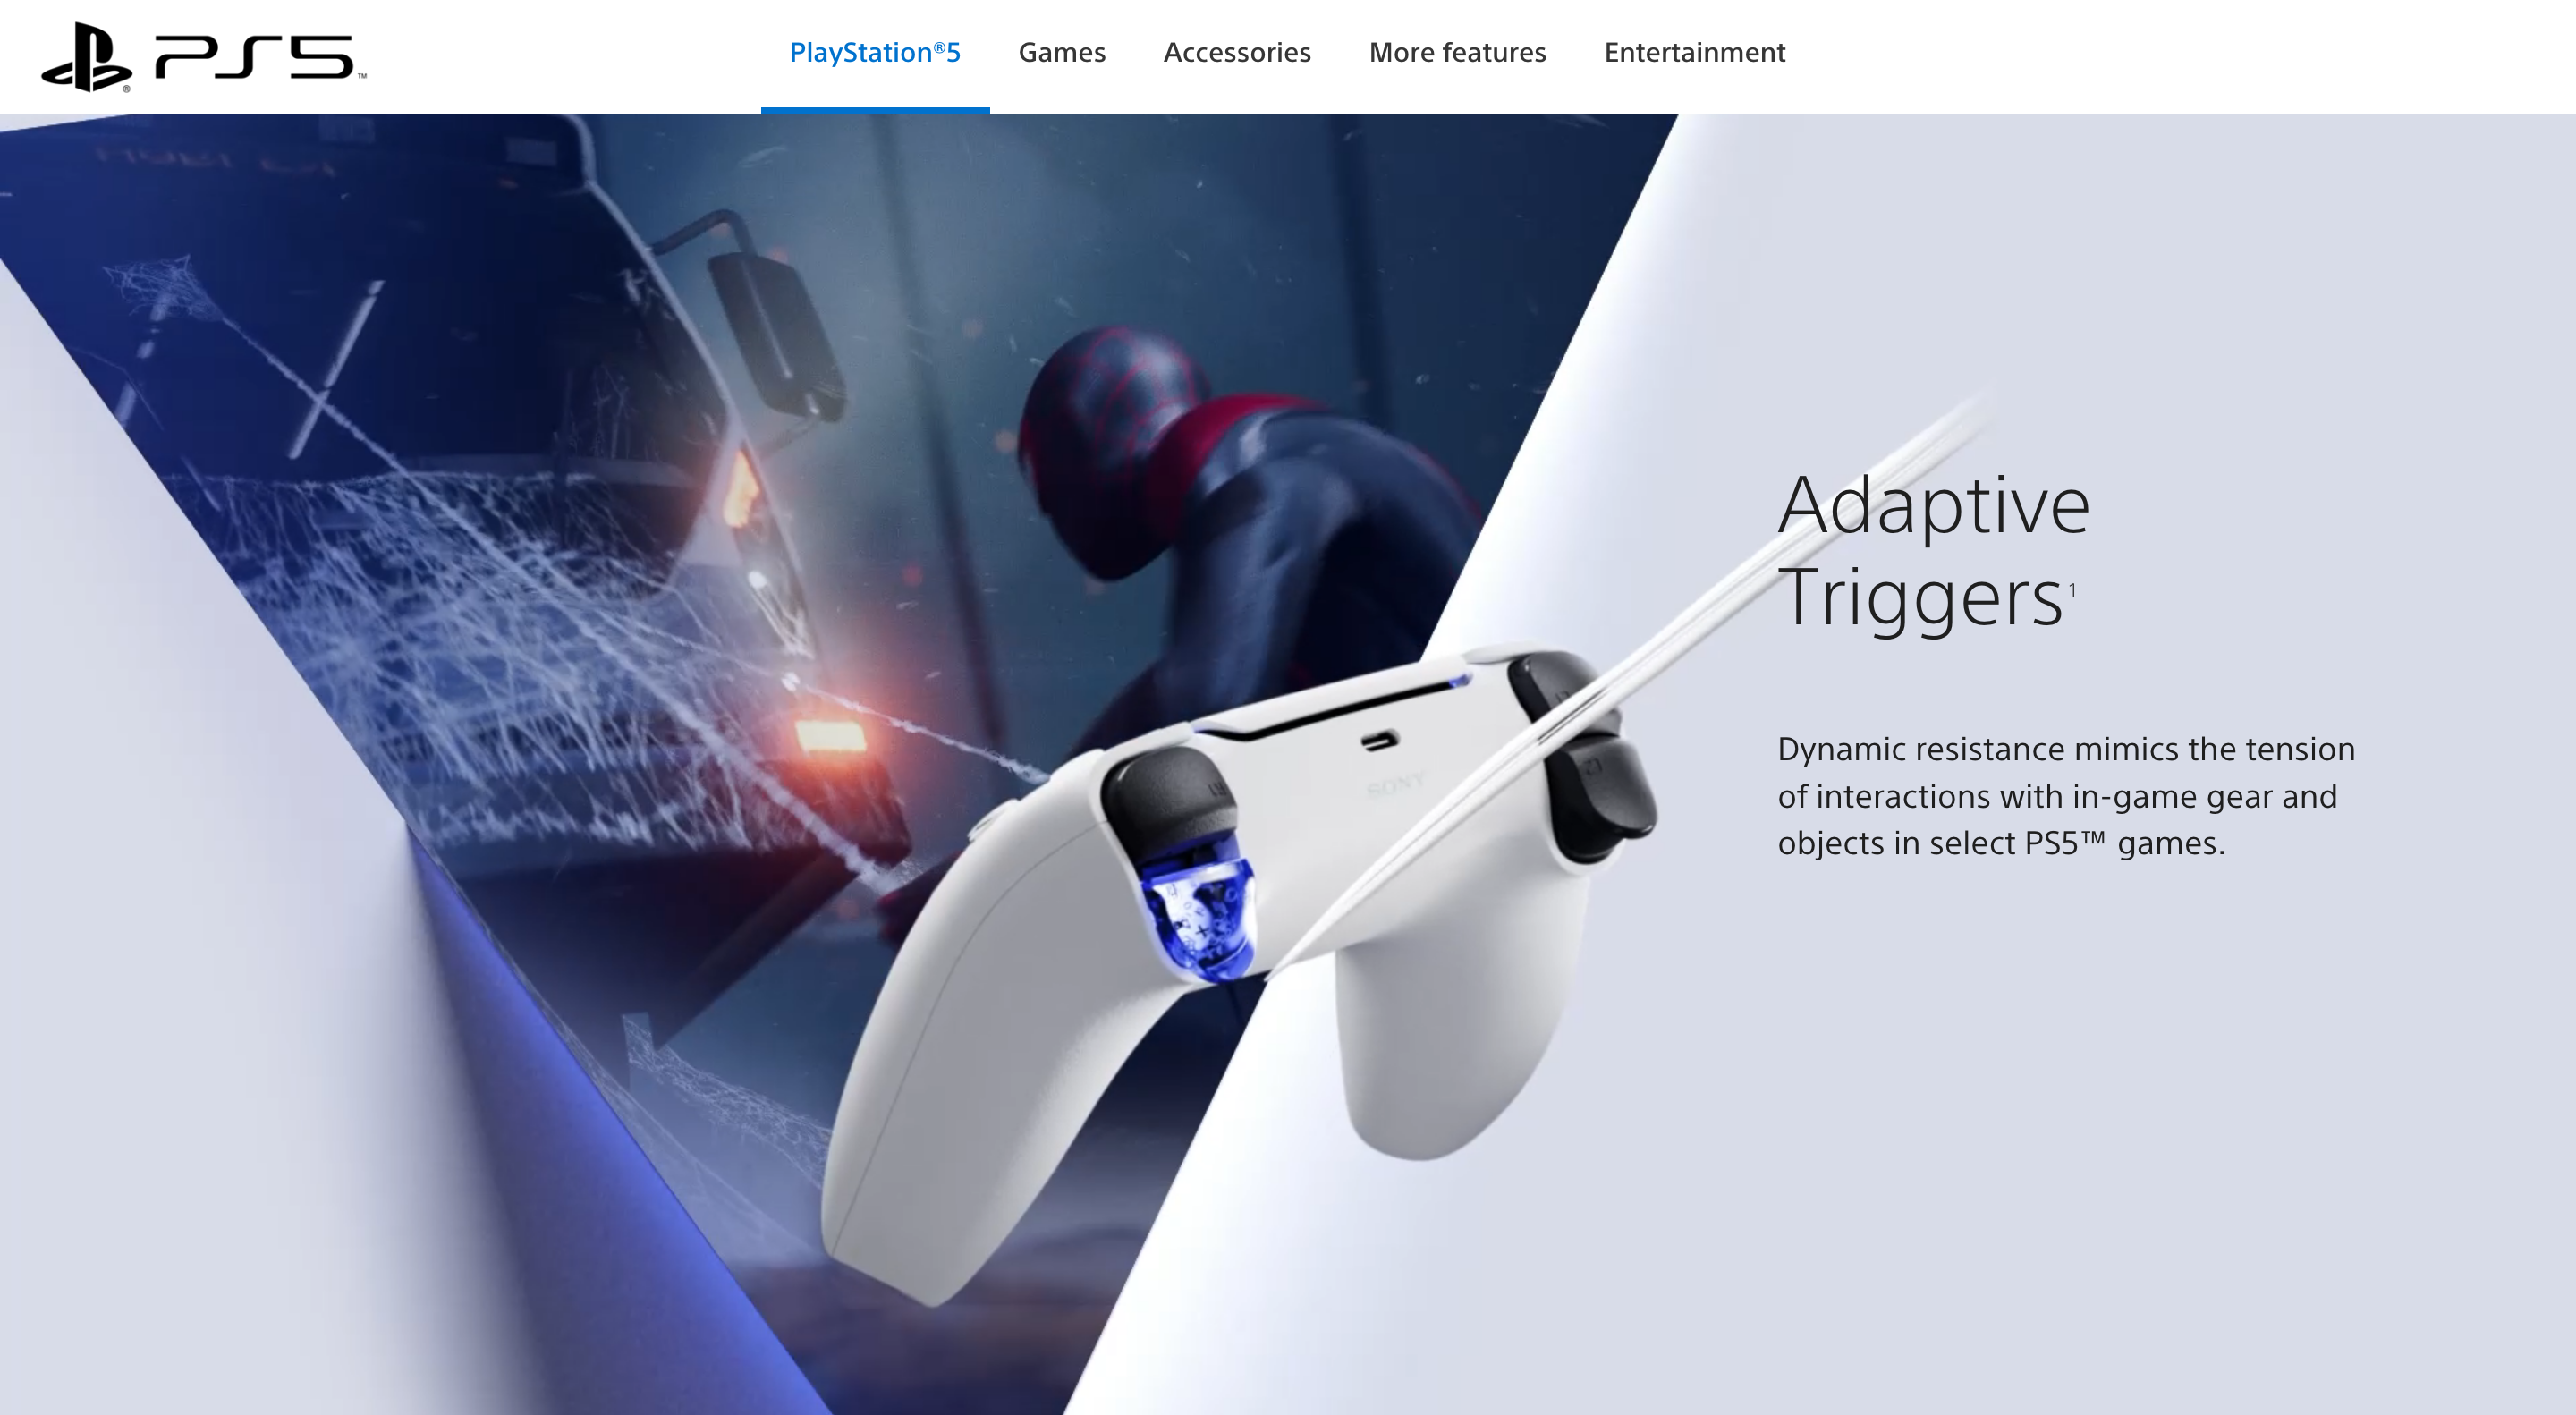 PS5™
PlayStation®5
Games
Accessories
More features
Entertainment
Adaptive
Triggers¹
SONY
Dynamic resistance mimics the tension
of interactions with in-game gear and
objects in select PS5™ games.